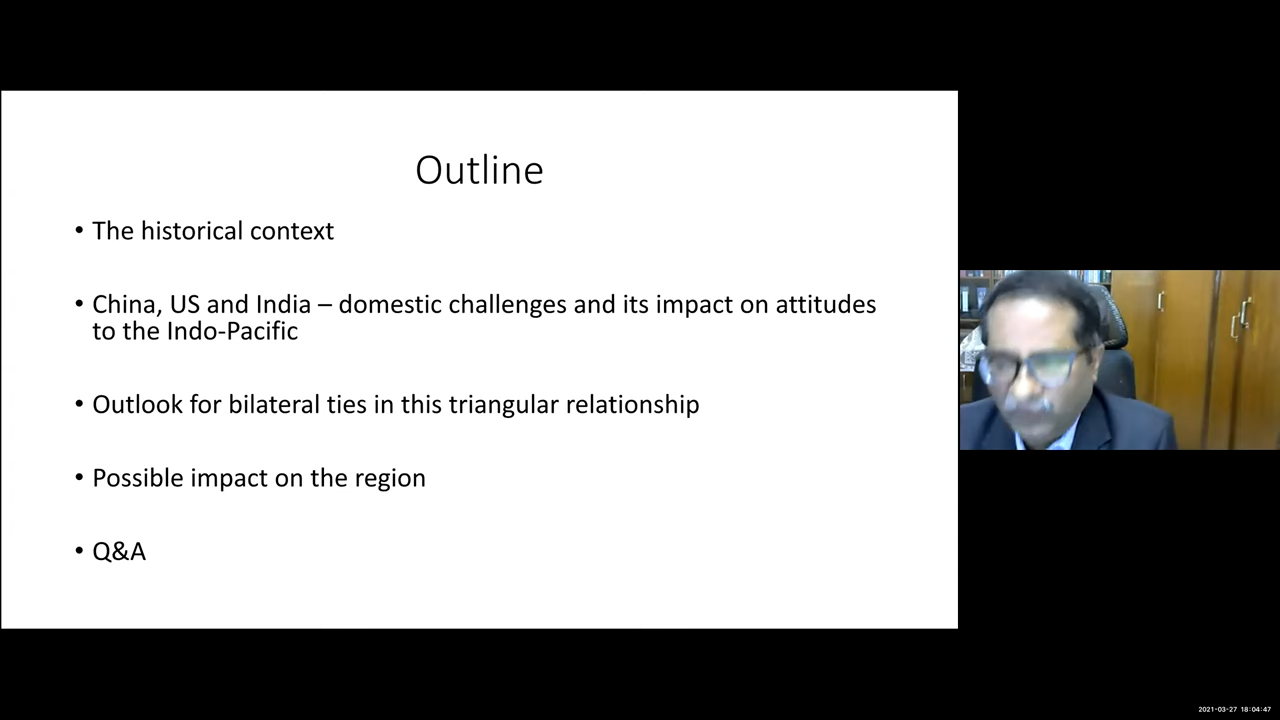 Outline
• The historical context
• China, US and India – domestic challenges and its impact on attitudes
to the Indo-Pacific
• Outlook for bilateral ties in this triangular relationship
• Possible impact on the region
• Q&A
2021-03-27 18:04:47